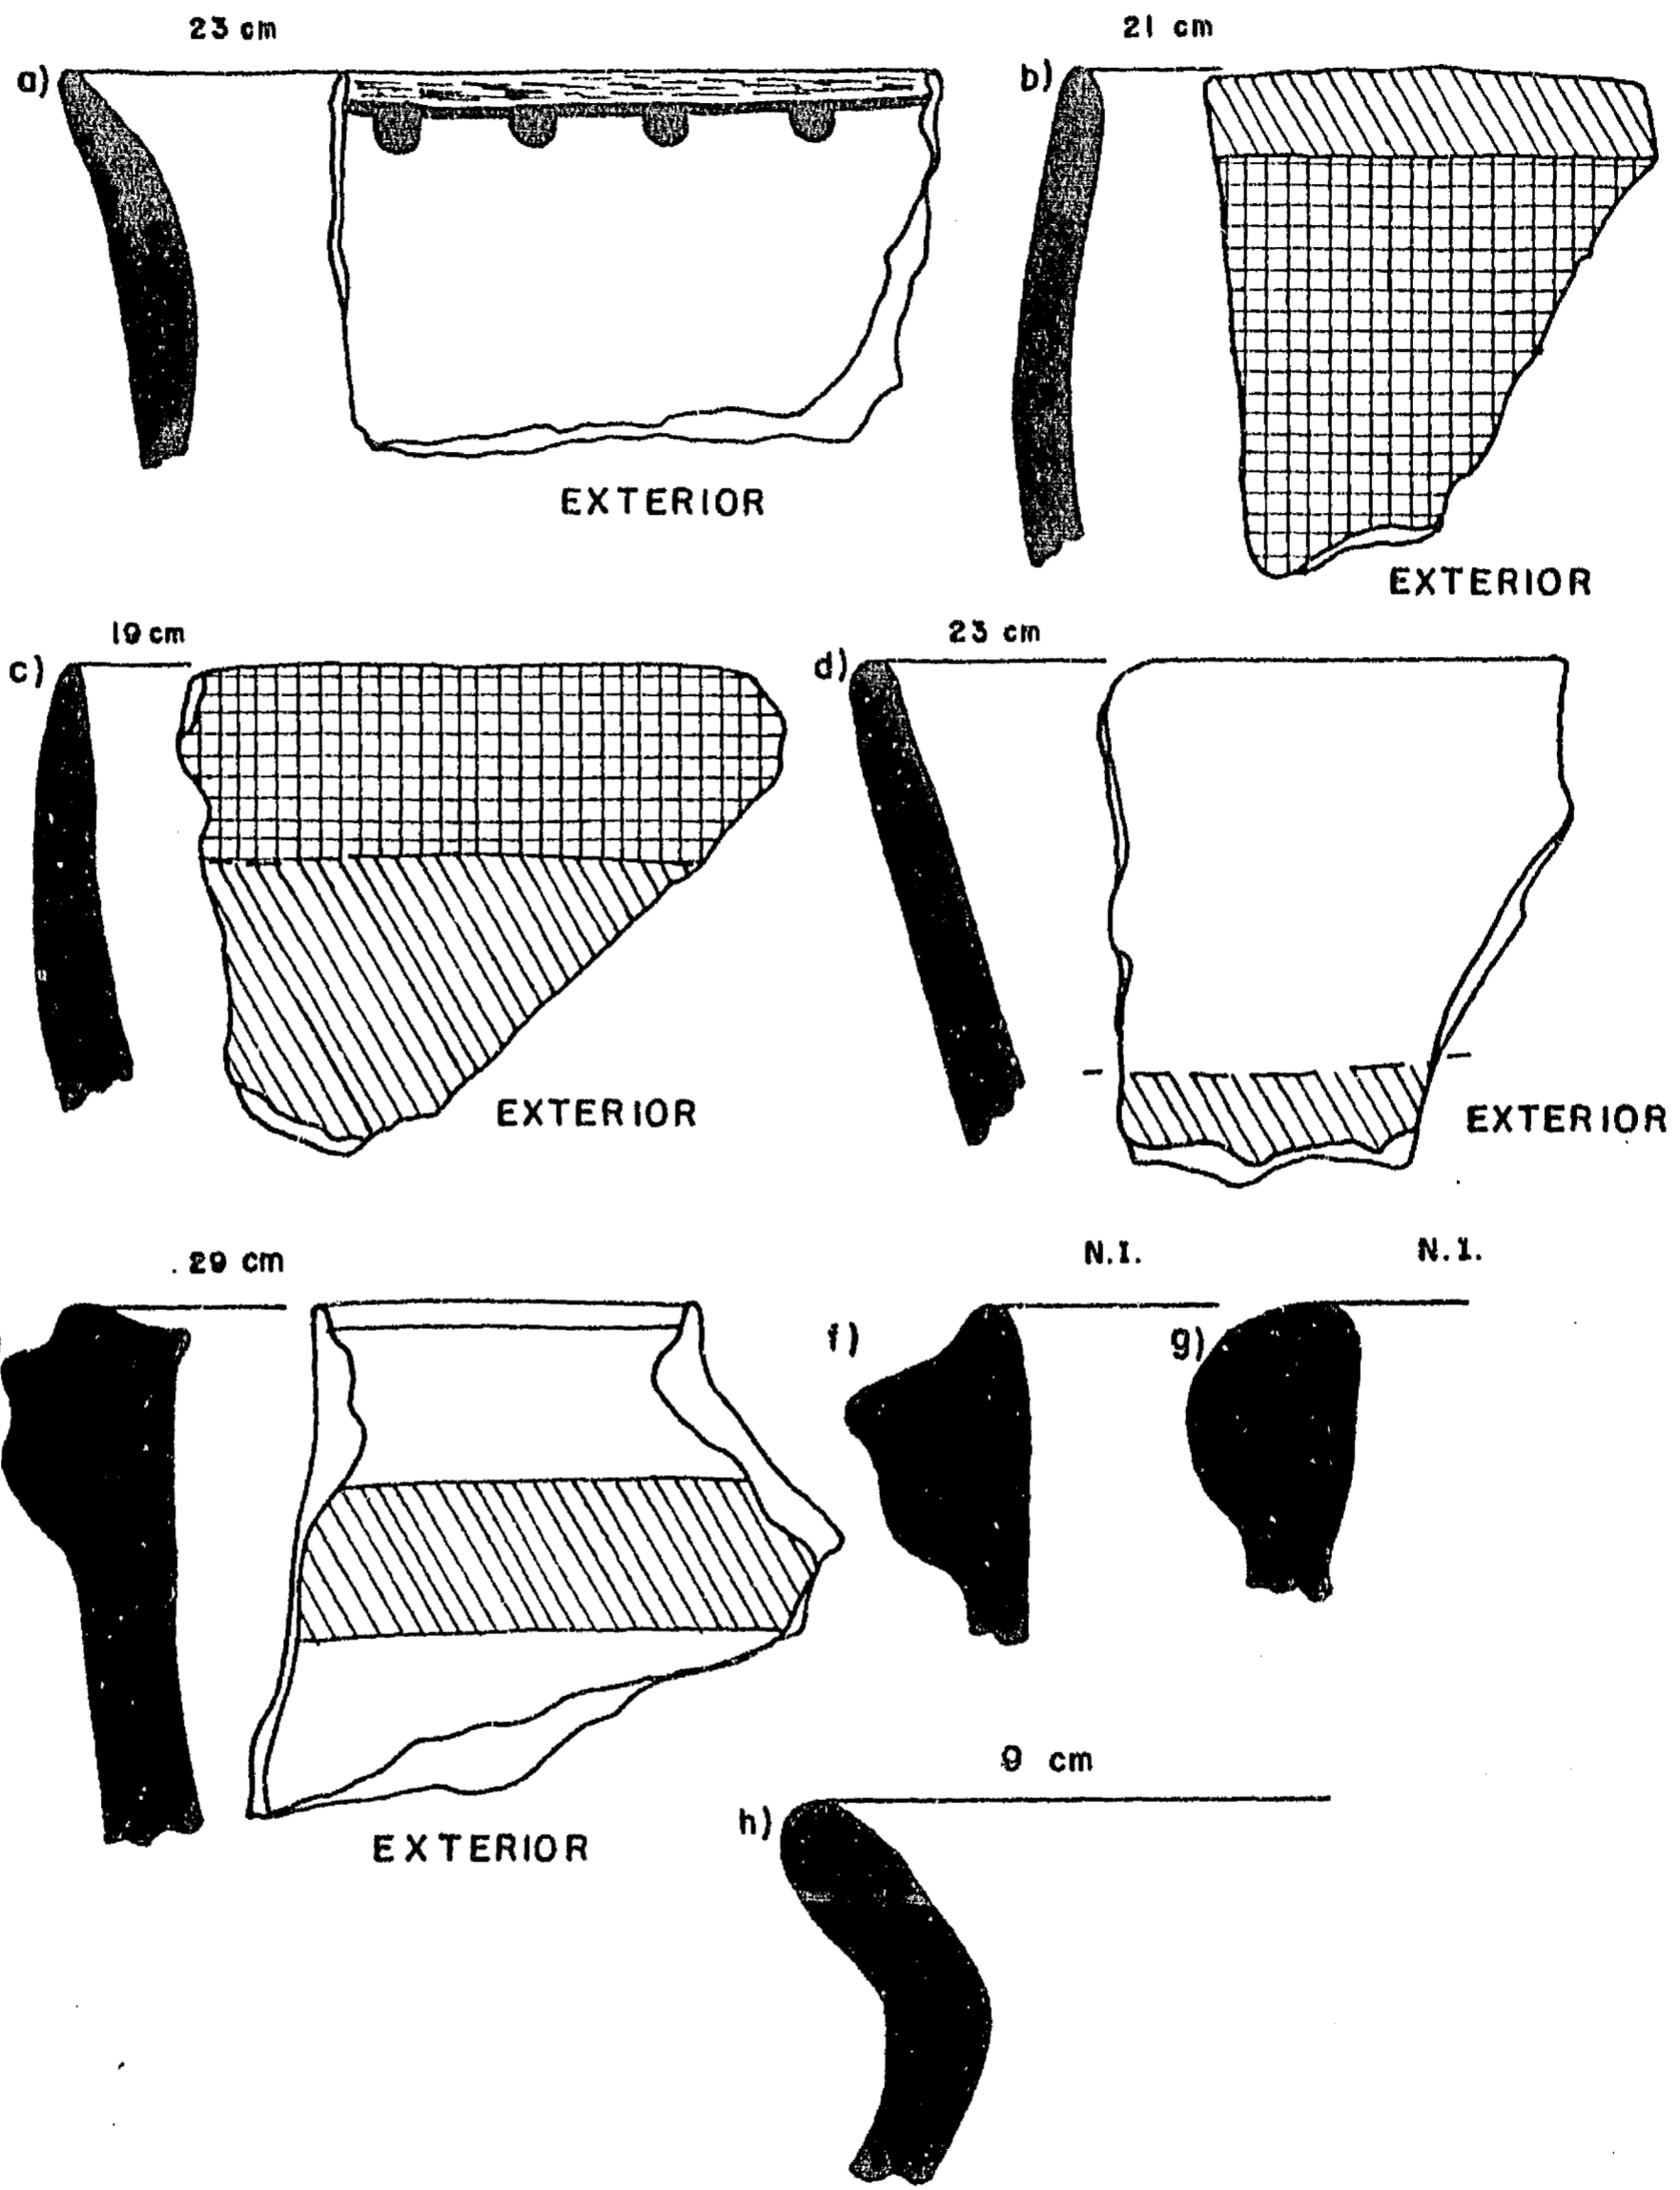 23 cm
a)
EXTERIOR
21 cm
b)
EXTERIOR
19 cm
c)
EXTERIOR
23 cm
d)
EXTERIOR
29 cm
EXTERIOR
N.I.
f)
N.I.
g)
9 cm
h)